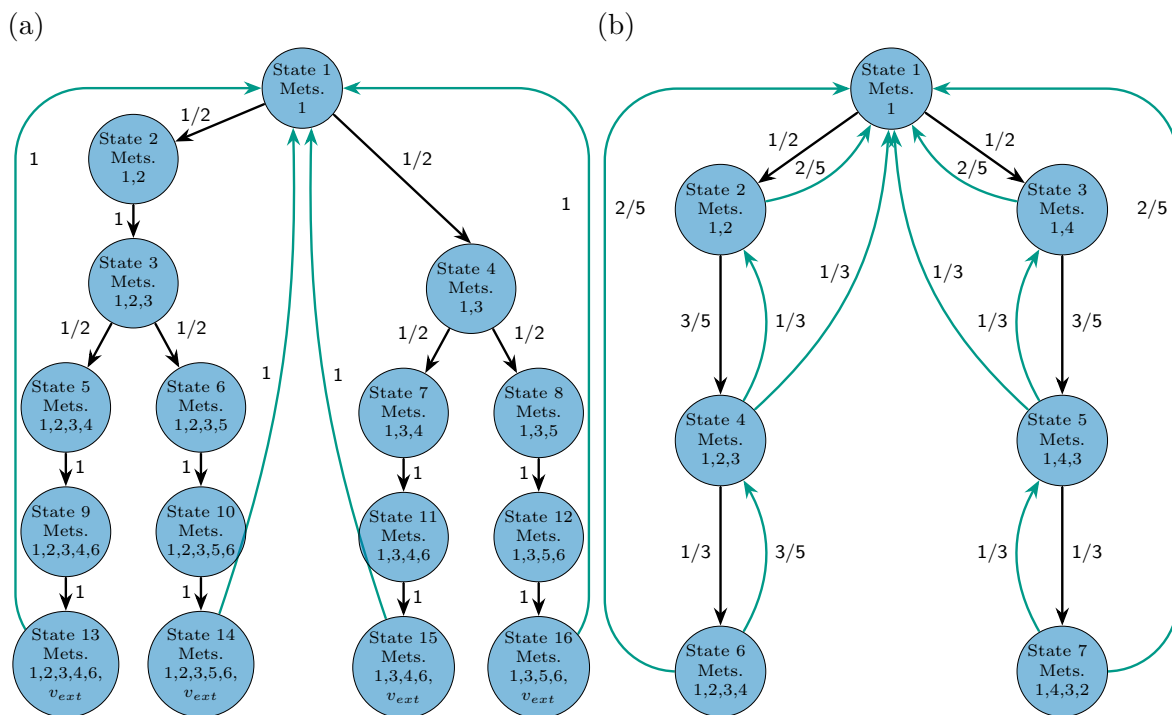 (a)
(b)
State 1
Mets.
1
1/2
1/2
State 2
Mets.
1,2
1
1
1
State 3
Mets.
1,2,3
State 4
Mets.
1,3
1/2
1/2
1/2
1/2
State 5
Mets.
1,2,3,4
State 6
Mets.
1,2,3,5
1
1
State 7
Mets.
1,3,4
State 8
Mets.
1,3,5
1
1
1
1
State 9
Mets.
1,2,3,4,6
State 10
Mets.
1,2,3,5,6
State 11
Mets.
1,3,4,6
State 12
Mets.
1,3,5,6
1
1
1
1
State 13
Mets.
1,2,3,4,6,
v_ext
State 14
Mets.
1,2,3,5,6,
v_ext
State 15
Mets.
1,3,4,6,
v_ext
State 16
Mets.
1,3,5,6,
v_ext
State 1
Mets.
1
1/2
1/2
2/5
2/5
State 2
Mets.
1,2
State 3
Mets.
1,4
2/5
2/5
1/3
1/3
3/5
1/3
1/3
3/5
State 4
Mets.
1,2,3
State 5
Mets.
1,4,3
1/3
3/5
1/3
1/3
State 6
Mets.
1,2,3,4
State 7
Mets.
1,4,3,2